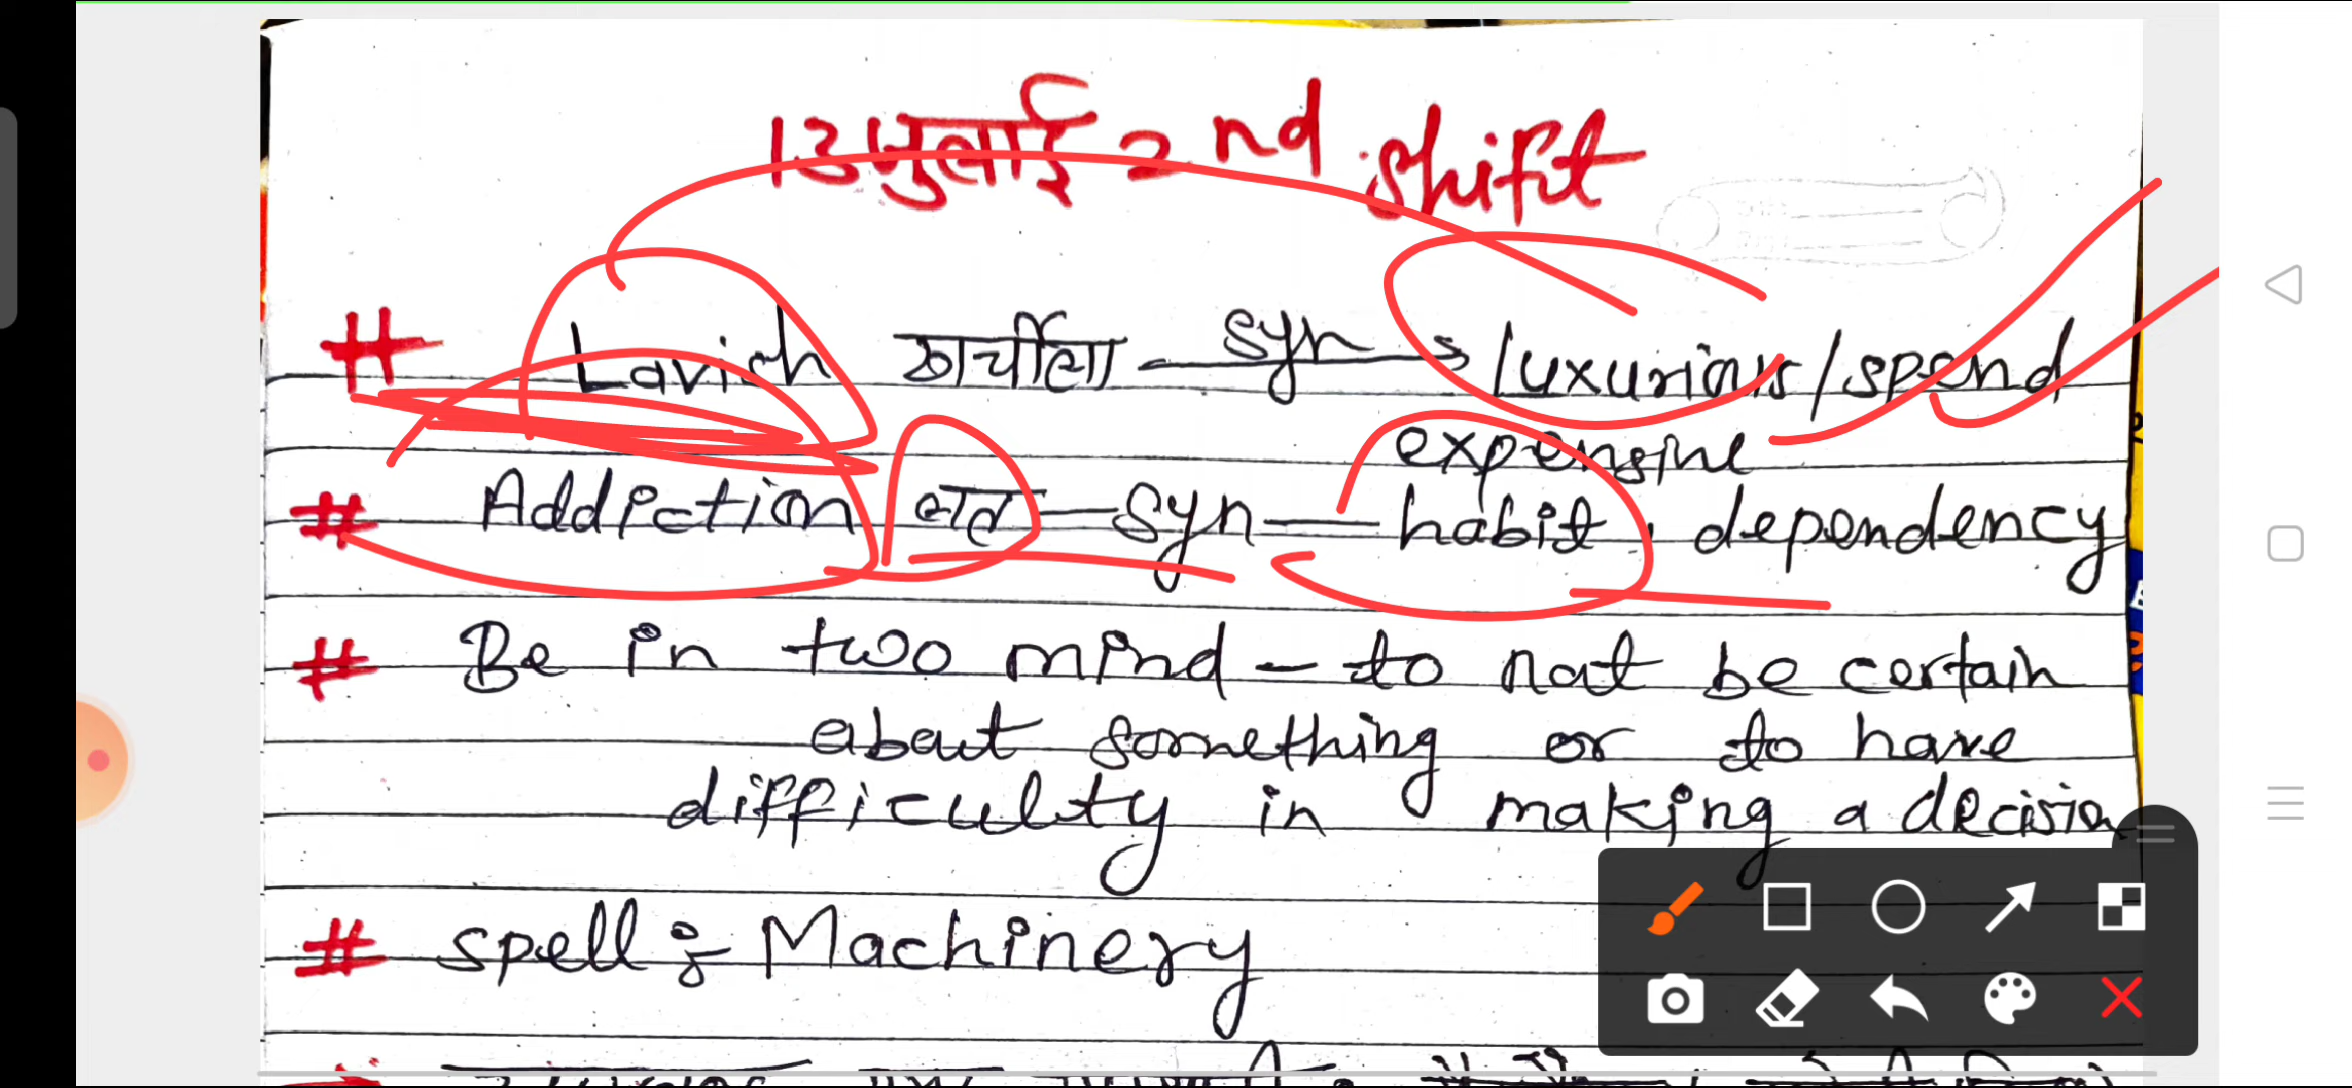 13 जुलाई 2nd shift
# Lavish खर्चीला - syn → luxurious/spend
expensive
# Addiction लत - syn - habit, dependency
# Be in two mind - to not be certain
about something or to have
difficulty in making a decision
# spell : Machinery